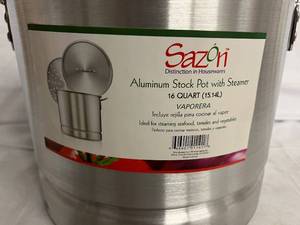 Sazón
Distinction in Housewares
Aluminum Stock Pot with Steamer
16 QUART (15.14L)
VAPORERA
Incluye rejilla para cocinar al vapor
Ideal for steaming seafood, tamales and vegetables